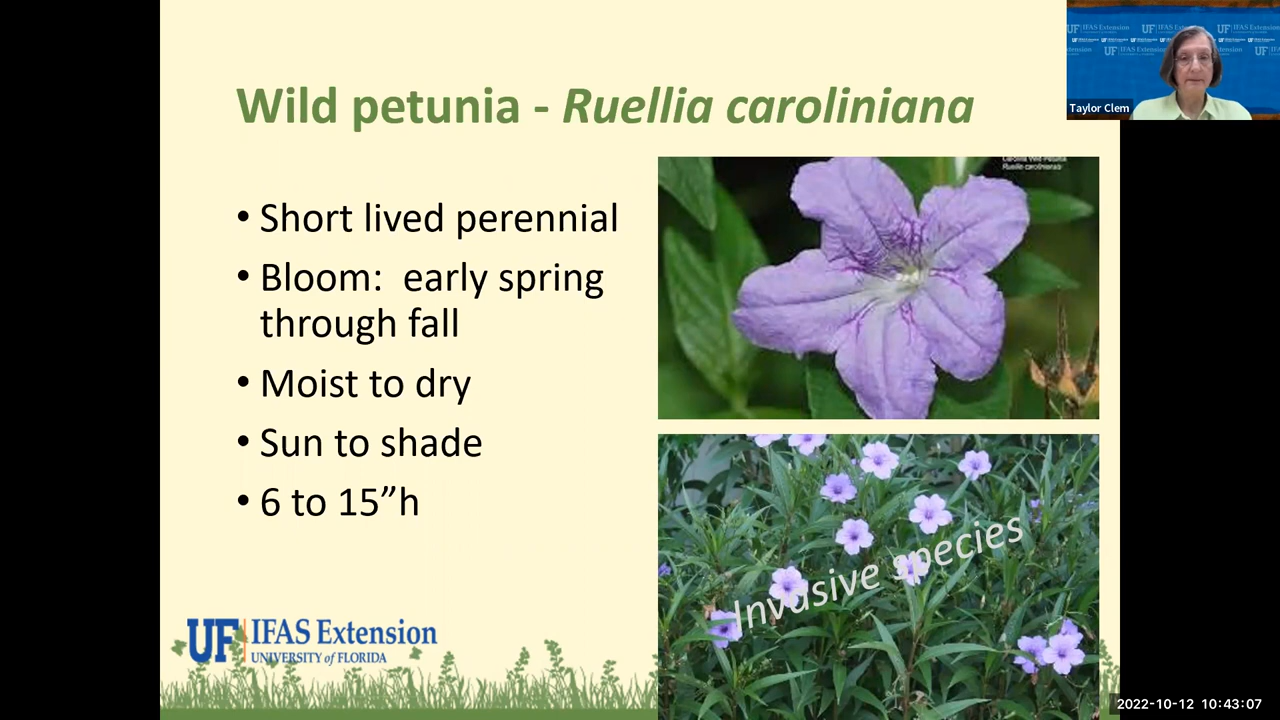 Wild petunia - Ruellia caroliniana
• Short lived perennial
• Bloom:  early spring
through fall
• Moist to dry
• Sun to shade
• 6 to 15”h
Carolina Wild Petunia
Ruellia caroliniensis
Invasive species
UF IFAS Extension
UNIVERSITY of FLORIDA
UF IFAS Extension
Taylor Clem
2022-10-12 10:43:07